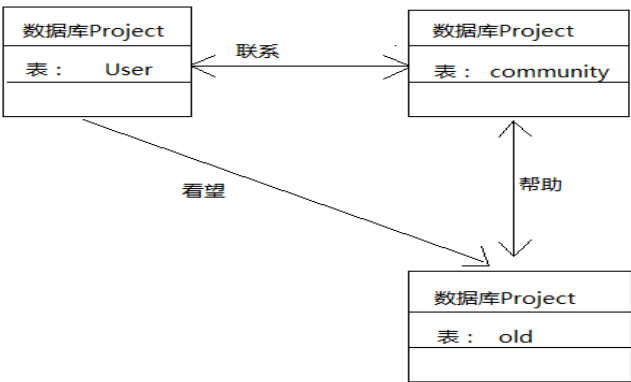 数据库Project
表： User
联系
数据库Project
表： community
看望
帮助
数据库Project
表： old